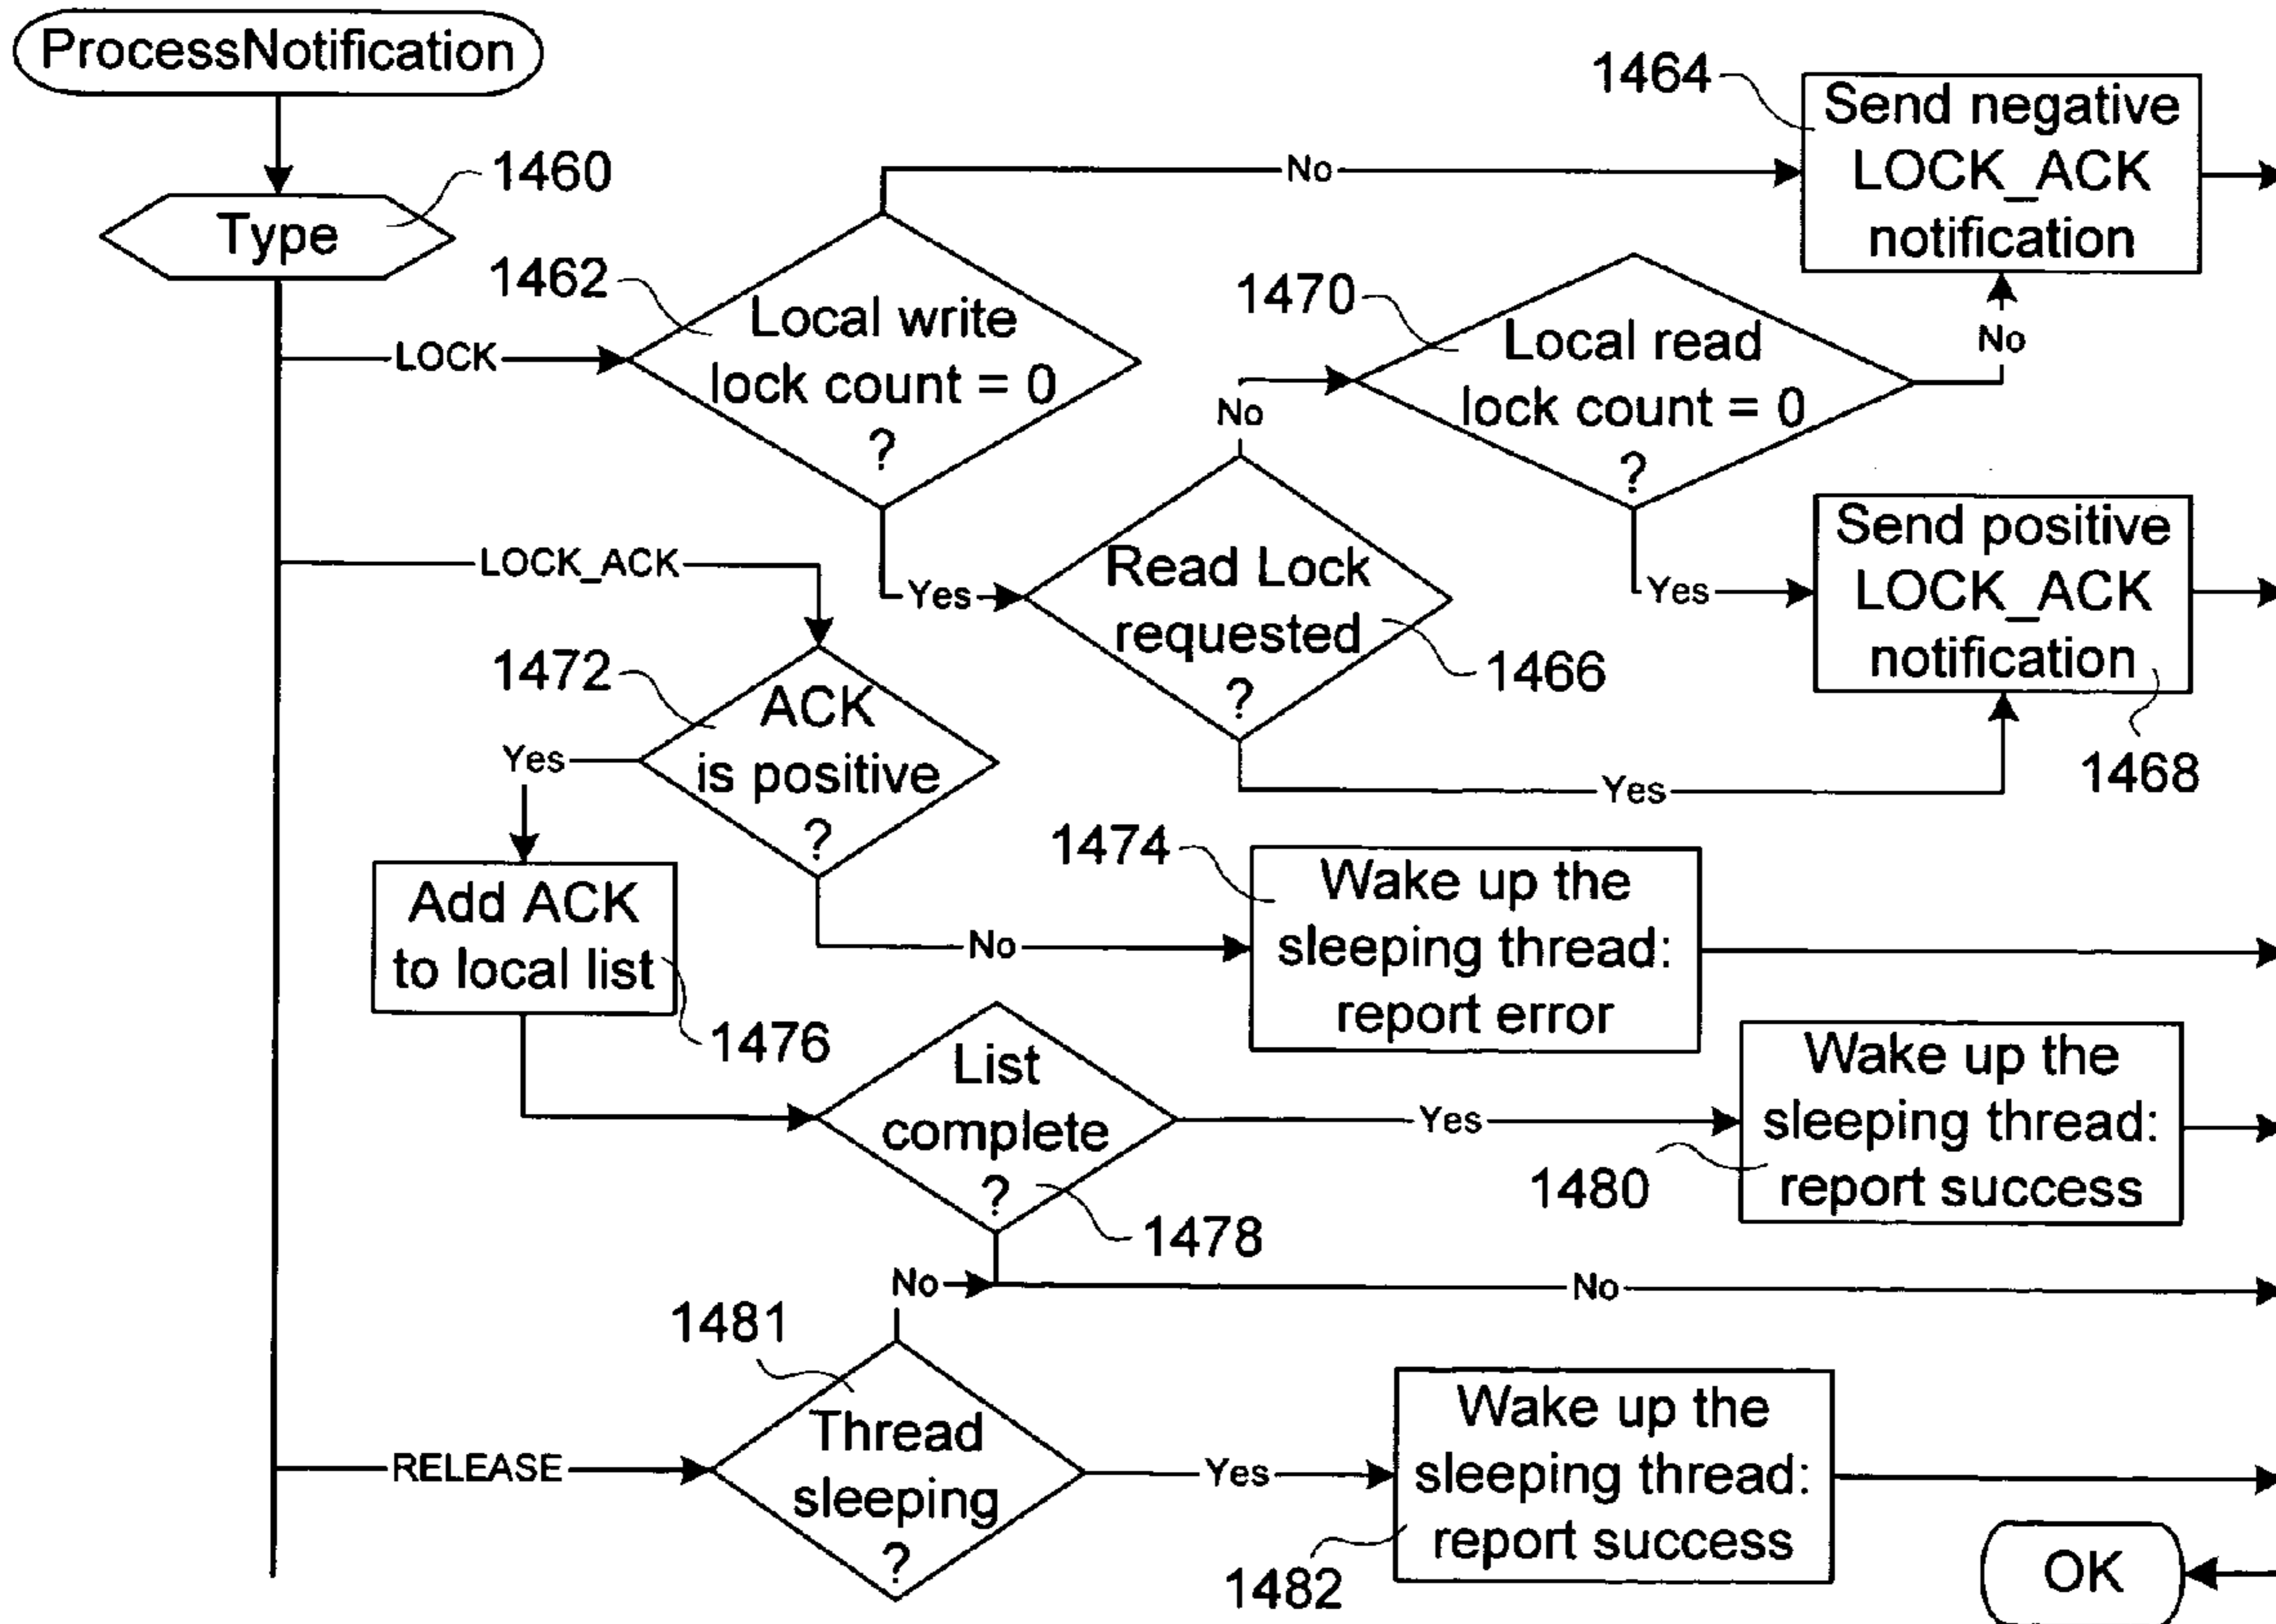 ProcessNotification
1460
Type
LOCK
1462
Local write
lock count = 0
?
No
1464
Send negative
LOCK_ACK
notification
Yes
1466
Read Lock
requested
?
No
1470
Local read
lock count = 0
?
No
Yes
Yes
1468
Send positive
LOCK_ACK
notification
LOCK_ACK
1472
ACK
is positive
?
Yes
No
1474
Wake up the
sleeping thread:
report error
1476
Add ACK
to local list
1478
List
complete
?
Yes
1480
Wake up the
sleeping thread:
report success
No
No
RELEASE
1481
Thread
sleeping
?
Yes
1482
Wake up the
sleeping thread:
report success
OK